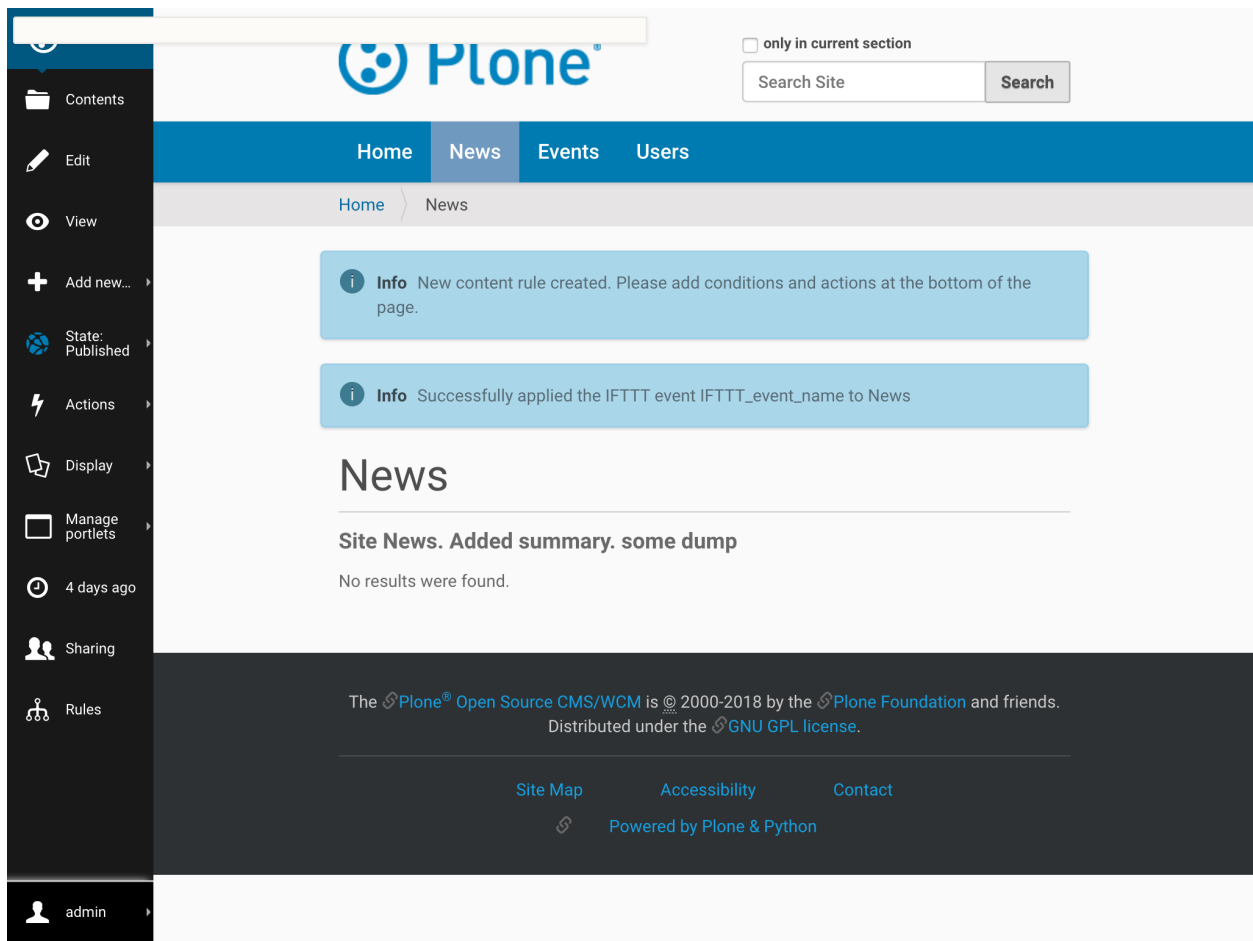 Plone®
only in current section
Search Site
Search
Home
News
Events
Users
Home
News
Contents
Edit
View
Add new...
State:
Published
Actions
Display
Manage
portlets
4 days ago
Sharing
Rules
admin
Info New content rule created. Please add conditions and actions at the bottom of the
page.
Info Successfully applied the IFTTT event IFTTT_event_name to News
News
Site News. Added summary. some dump
No results were found.
The Plone® Open Source CMS/WCM is © 2000-2018 by the Plone Foundation and friends.
Distributed under the GNU GPL license.
Site Map
Accessibility
Contact
Powered by Plone & Python